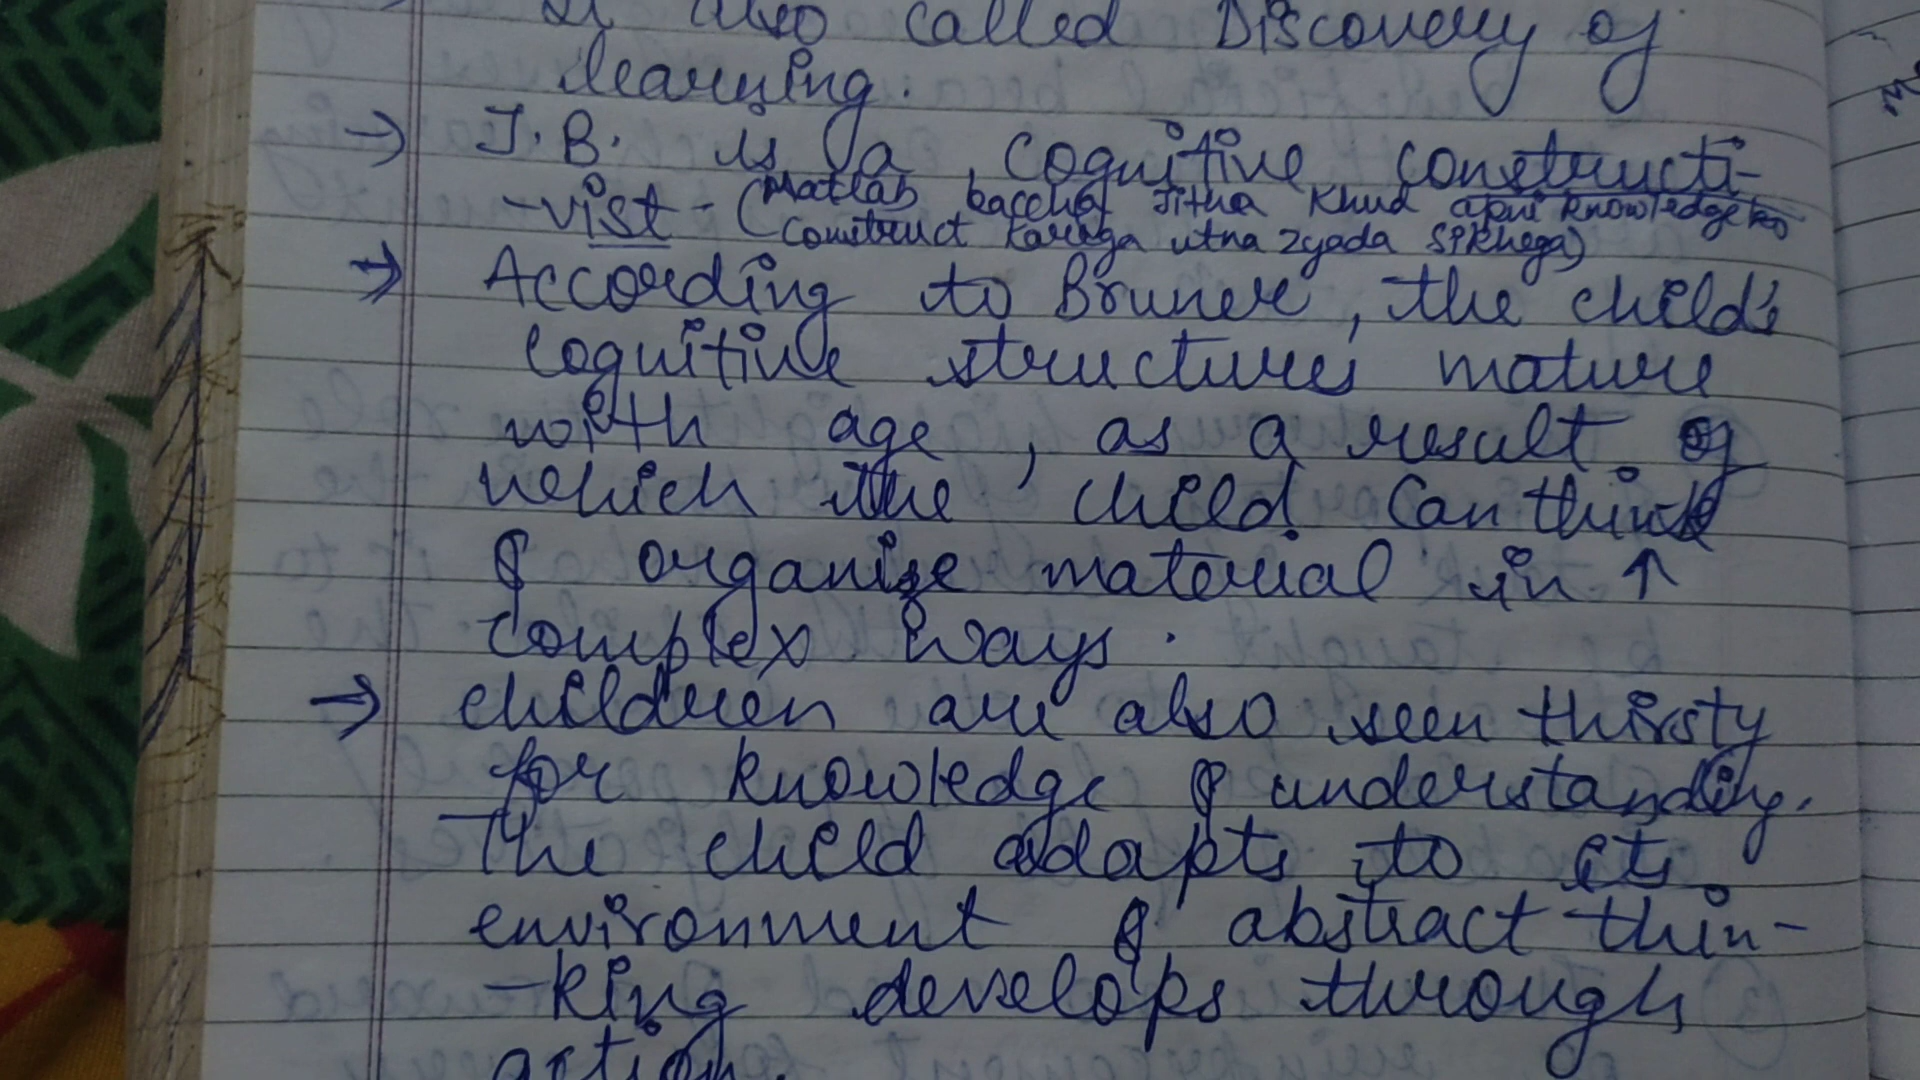 is also called Discovery of
learning.
→ J.B. is a cognitive constructi-
-vist - (Matlab baccha jitna khud apni knowledge ko
construct karega utna zyada sikhega)
→ According to Bruner, the child's
cognitive structures mature
with age, as a result of
which the child can think
& organise material in ↑
complex ways.
→ children are also seen thirsty
for knowledge & understanding.
The child adapts to its
environment & abstract thin-
-king develops through
action.